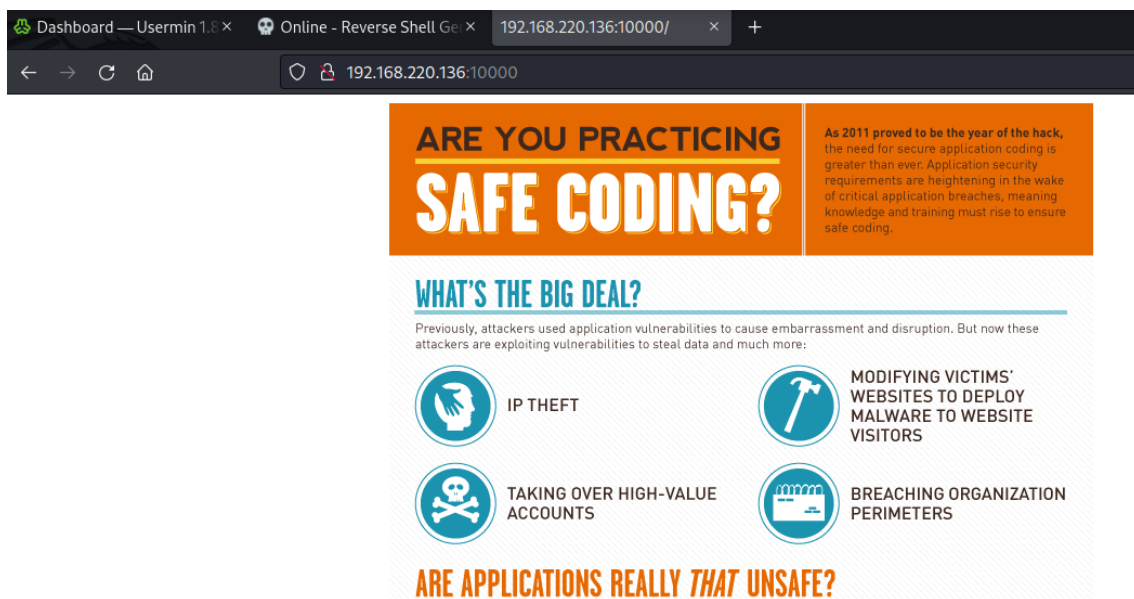 Dashboard — Usermin 1.8
Online - Reverse Shell Ge
192.168.220.136:10000/
192.168.220.136:10000
ARE YOU PRACTICING
SAFE CODING?
As 2011 proved to be the year of the hack,
the need for secure application coding is
greater than ever. Application security
requirements are heightening in the wake
of critical application breaches, meaning
knowledge and training must rise to ensure
safe coding.
WHAT'S THE BIG DEAL?
Previously, attackers used application vulnerabilities to cause embarrassment and disruption. But now these
attackers are exploiting vulnerabilities to steal data and much more:
IP THEFT
MODIFYING VICTIMS'
WEBSITES TO DEPLOY
MALWARE TO WEBSITE
VISITORS
TAKING OVER HIGH-VALUE
ACCOUNTS
BREACHING ORGANIZATION
PERIMETERS
ARE APPLICATIONS REALLY THAT UNSAFE?